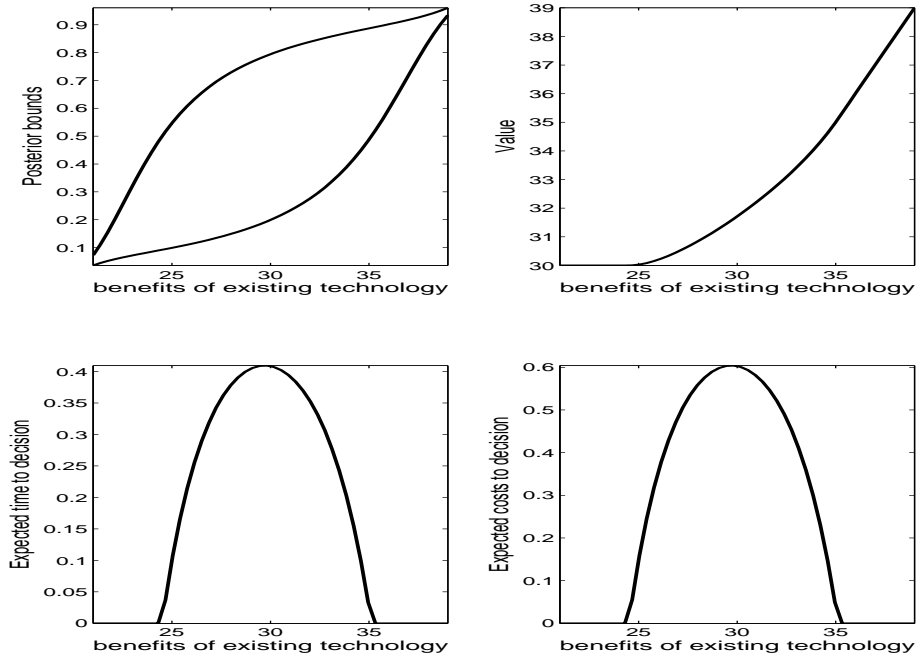 Posterior bounds
0.9
0.8
0.7
0.6
0.5
0.4
0.3
0.2
0.1
25 30 35
benefits of existing technology
Value
39
38
37
36
35
34
33
32
31
30
25 30 35
benefits of existing technology
Expected time to decision
0.4
0.35
0.3
0.25
0.2
0.15
0.1
0.05
0
25 30 35
benefits of existing technology
Expected costs to decision
0.6
0.5
0.4
0.3
0.2
0.1
0
25 30 35
benefits of existing technology